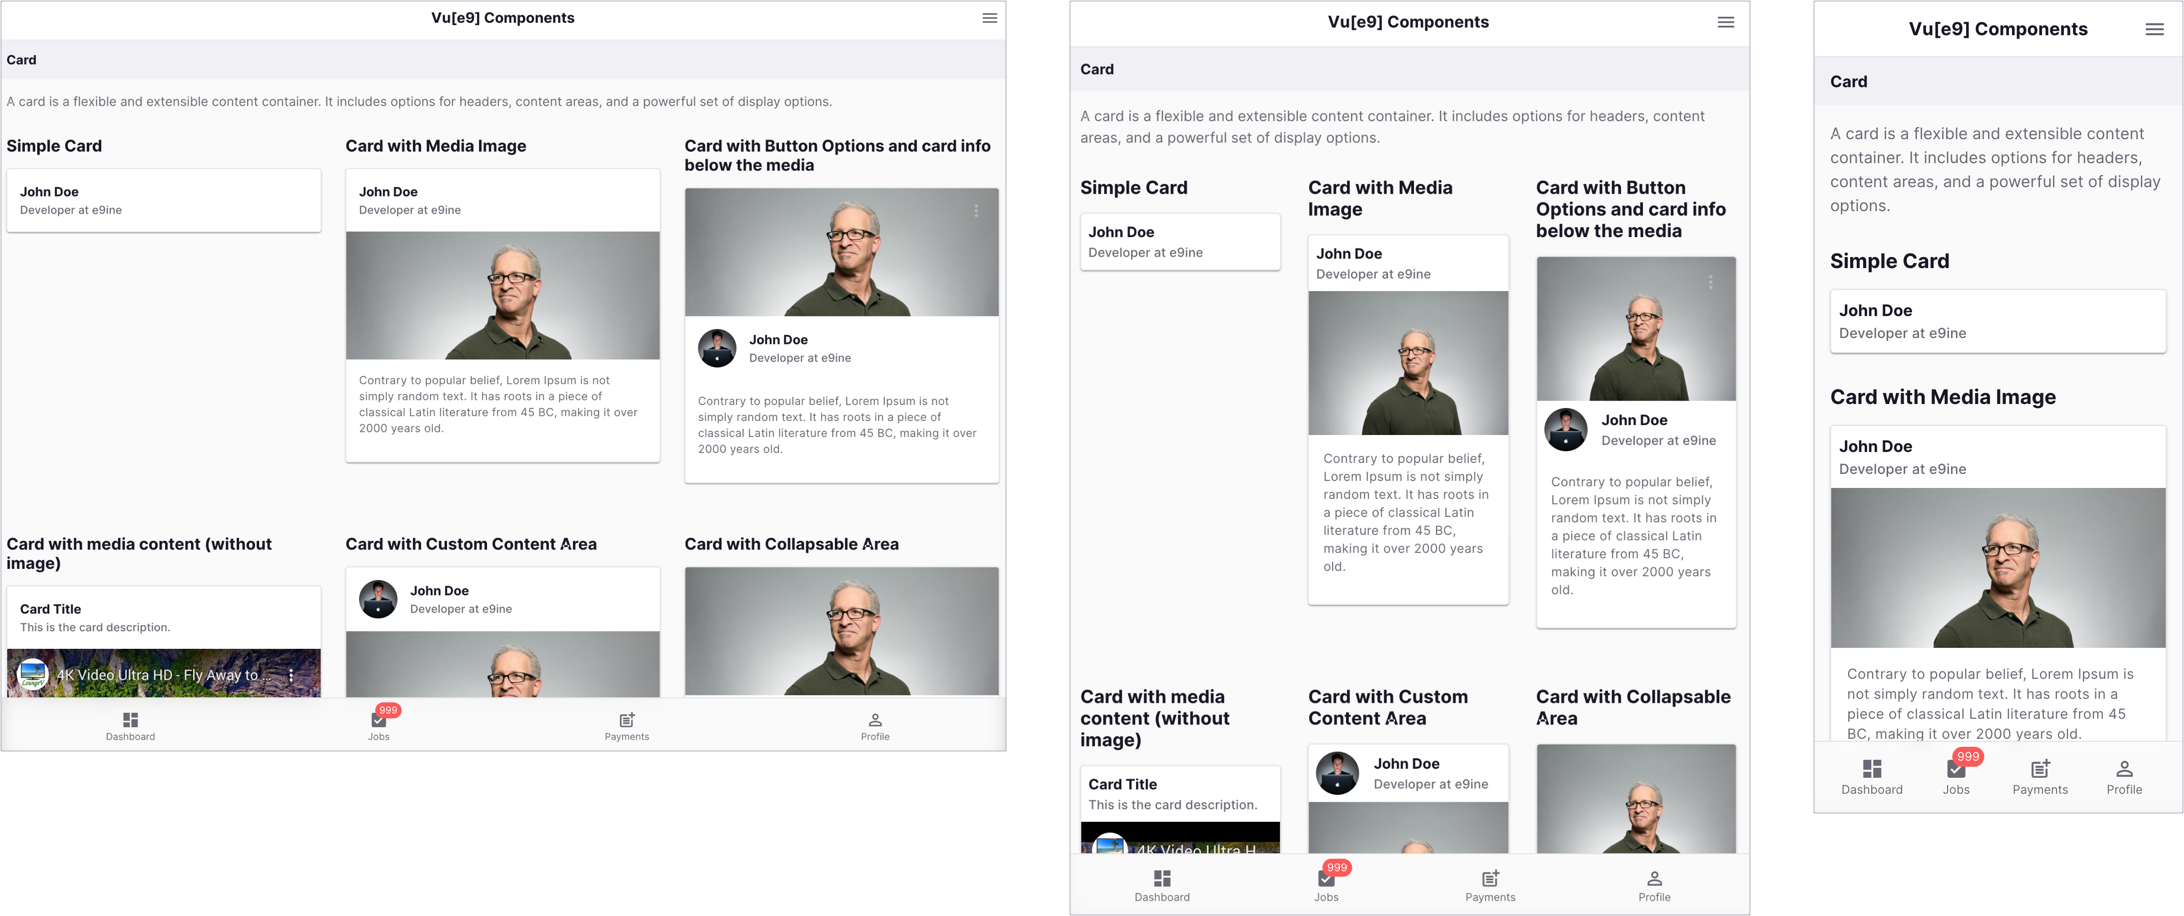 Vu[e9] Components
Card
A card is a flexible and extensible content container. It includes options for headers, content areas, and a powerful set of display options.
Simple Card
John Doe
Developer at e9ine
Card with Media Image
John Doe
Developer at e9ine
Contrary to popular belief, Lorem Ipsum is not
simply random text. It has roots in a piece of
classical Latin literature from 45 BC, making it over
2000 years old.
Card with Button Options and card info
below the media
John Doe
Developer at e9ine
Contrary to popular belief, Lorem Ipsum is not
simply random text. It has roots in a piece of
classical Latin literature from 45 BC, making it over
2000 years old.
Card with media content (without
image)
Card Title
This is the card description.
4K Video Ultra HD - Fly Away to ...
Card with Custom Content Area
John Doe
Developer at e9ine
Card with Collapsable Area
Dashboard
999
Jobs
Payments
Profile
Vu[e9] Components
Card
A card is a flexible and extensible content container. It includes options for headers, content
areas, and a powerful set of display options.
Simple Card
John Doe
Developer at e9ine
Card with Media
Image
John Doe
Developer at e9ine
Contrary to popular belief,
Lorem Ipsum is not simply
random text. It has roots in
a piece of classical Latin
literature from 45 BC,
making it over 2000 years
old.
Card with Button
Options and card info
below the media
John Doe
Developer at e9ine
Contrary to popular belief,
Lorem Ipsum is not simply
random text. It has roots in
a piece of classical Latin
literature from 45 BC,
making it over 2000 years
old.
Card with media
content (without
image)
Card Title
This is the card description.
4K Video Ultra H...
Card with Custom
Content Area
John Doe
Developer at e9ine
Card with Collapsable
Area
Dashboard
999
Jobs
Payments
Profile
Vu[e9] Components
Card
A card is a flexible and extensible content
container. It includes options for headers,
content areas, and a powerful set of display
options.
Simple Card
John Doe
Developer at e9ine
Card with Media Image
John Doe
Developer at e9ine
Contrary to popular belief, Lorem Ipsum is
not simply random text. It has roots in a
piece of classical Latin literature from 45
BC, making it over 2000 years old.
Dashboard
999
Jobs
Payments
Profile